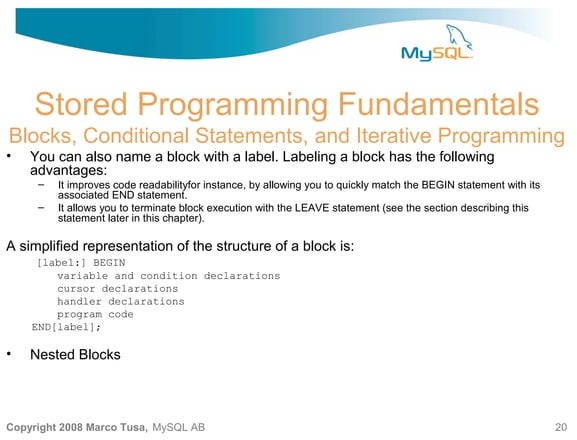 MySQL
Stored Programming Fundamentals
Blocks, Conditional Statements, and Iterative Programming
• You can also name a block with a label. Labeling a block has the following
advantages:
– It improves code readabilityfor instance, by allowing you to quickly match the BEGIN statement with its
associated END statement.
– It allows you to terminate block execution with the LEAVE statement (see the section describing this
statement later in this chapter).
A simplified representation of the structure of a block is:
[label:] BEGIN
variable and condition declarations
cursor declarations
handler declarations
program code
END[label];
• Nested Blocks
Copyright 2008 Marco Tusa, MySQL AB 20